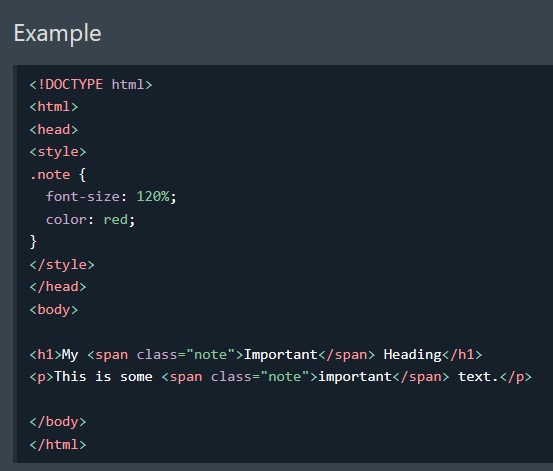 Example
<!DOCTYPE html>
<html>
<head>
<style>
.note {
  font-size: 120%;
  color: red;
}
</style>
</head>
<body>

<h1>My <span class="note">Important</span> Heading</h1>
<p>This is some <span class="note">important</span> text.</p>

</body>
</html>